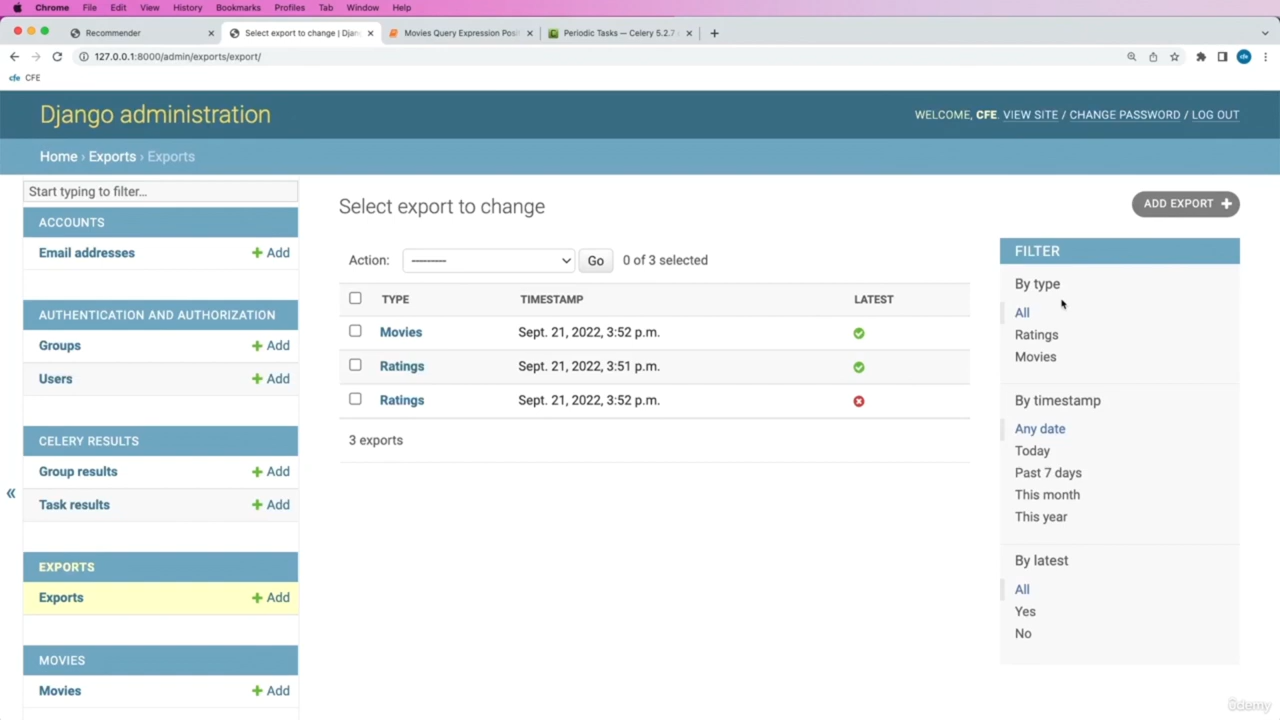 Chrome File Edit View History Bookmarks Profiles Tab Window Help
Recommender
Select export to change | Djan
Movies Query Expression Posi
Periodic Tasks — Celery 5.2.7
127.0.0.1:8000/admin/exports/export/
cfe CFE
Django administration
WELCOME, CFE. VIEW SITE / CHANGE PASSWORD / LOG OUT
Home › Exports › Exports
Start typing to filter...
ACCOUNTS
Email addresses + Add
AUTHENTICATION AND AUTHORIZATION
Groups + Add
Users + Add
CELERY RESULTS
Group results + Add
Task results + Add
«
EXPORTS
Exports + Add
MOVIES
Movies + Add
Select export to change
ADD EXPORT +
Action: --------- Go 0 of 3 selected
TYPE TIMESTAMP LATEST
Movies Sept. 21, 2022, 3:52 p.m.
Ratings Sept. 21, 2022, 3:51 p.m.
Ratings Sept. 21, 2022, 3:52 p.m.
3 exports
FILTER
By type
All
Ratings
Movies
By timestamp
Any date
Today
Past 7 days
This month
This year
By latest
All
Yes
No
ûdemy